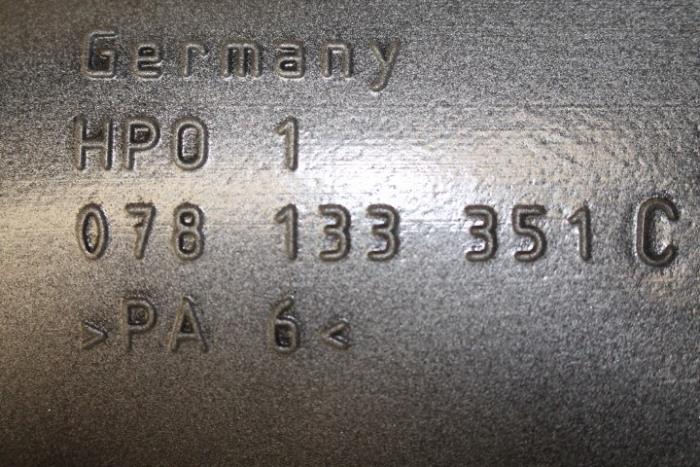 Germany
HPO 1
078 133 351 C
>PA 6<